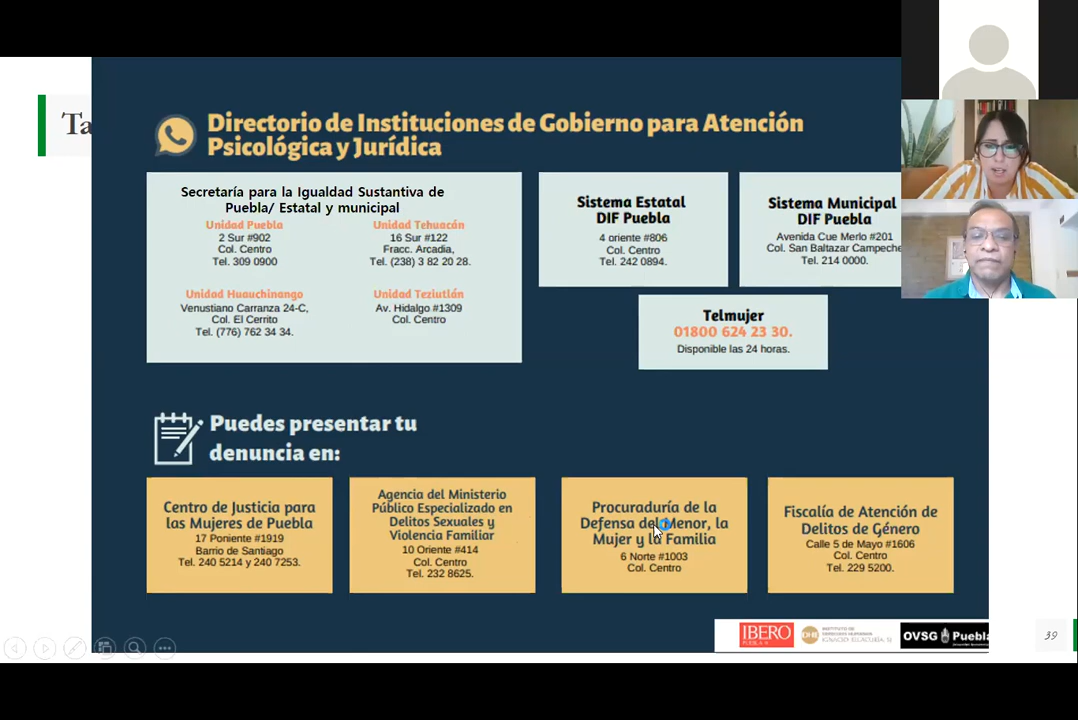 Ta
Directorio de Instituciones de Gobierno para Atención
Psicológica y Jurídica
Secretaría para la Igualdad Sustantiva de
Puebla/ Estatal y municipal
Unidad Puebla
2 Sur #902
Col. Centro
Tel. 309 0900
Unidad Tehuacán
16 Sur #122
Fracc. Arcadia,
Tel. (238) 3 82 20 28.
Unidad Huauchinango
Venustiano Carranza 24-C,
Col. El Cerrito
Tel. (776) 762 34 34.
Unidad Teziutlán
Av. Hidalgo #1309
Col. Centro
Sistema Estatal
DIF Puebla
4 oriente #806
Col. Centro
Tel. 242 0894.
Sistema Municipal
DIF Puebla
Avenida Cue Merlo #201
Col. San Baltazar Campeche
Tel. 214 0000.
Telmujer
01800 624 23 30.
Disponible las 24 horas.
Puedes presentar tu
denuncia en:
Centro de Justicia para
las Mujeres de Puebla
17 Poniente #1919
Barrio de Santiago
Tel. 240 5214 y 240 7253.
Agencia del Ministerio
Público Especializado en
Delitos Sexuales y
Violencia Familiar
10 Oriente #414
Col. Centro
Tel. 232 8625.
Procuraduría de la
Defensa del Menor, la
Mujer y la Familia
6 Norte #1003
Col. Centro
Fiscalía de Atención de
Delitos de Género
Calle 5 de Mayo #1606
Col. Centro
Tel. 229 5200.
IBERO
PUEBLA
INSTITUTO DE
DERECHOS HUMANOS
IGNACIO ELLACURÍA, SJ
OVSG Puebla
39